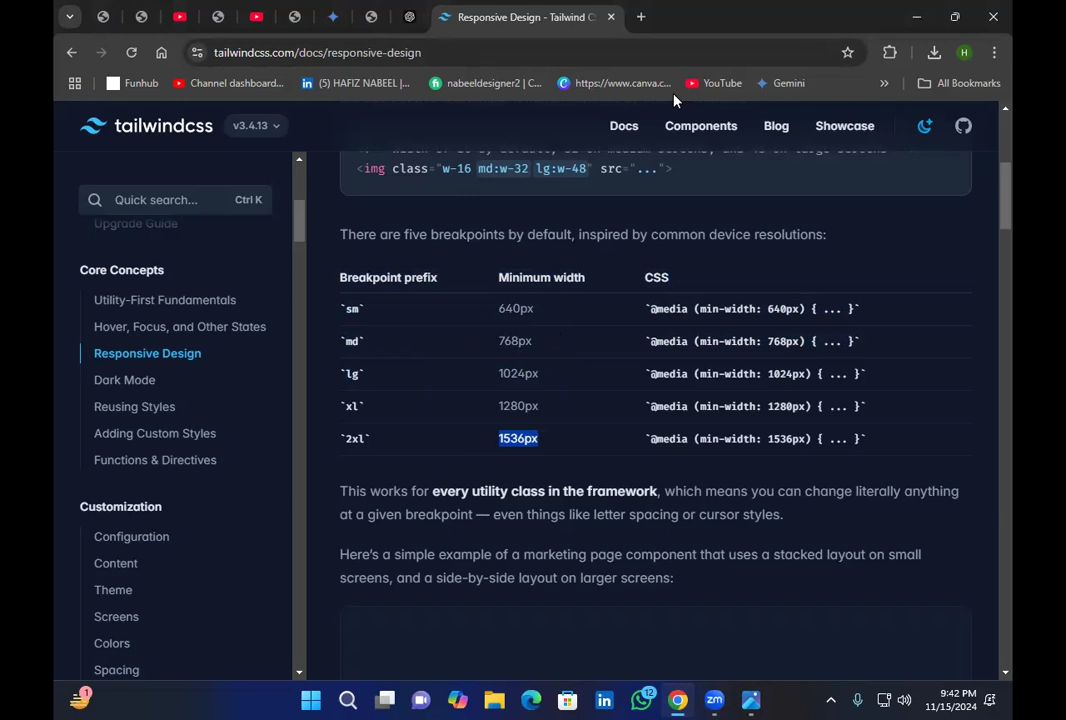 Responsive Design - Tailwind C
tailwindcss.com/docs/responsive-design
H
Funhub
Channel dashboard...
(5) HAFIZ NABEEL |...
nabeeldesigner2 | C...
https://www.canva.c...
YouTube
Gemini
All Bookmarks
tailwindcss
v3.4.13
Docs
Components
Blog
Showcase
Quick search...
Ctrl K
Upgrade Guide
Core Concepts
Utility-First Fundamentals
Hover, Focus, and Other States
Responsive Design
Dark Mode
Reusing Styles
Adding Custom Styles
Functions & Directives
Customization
Configuration
Content
Theme
Screens
Colors
Spacing
<img class="w-16 md:w-32 lg:w-48" src="...">
There are five breakpoints by default, inspired by common device resolutions:
Breakpoint prefix Minimum width CSS
`sm` 640px `@media (min-width: 640px) { ... }`
`md` 768px `@media (min-width: 768px) { ... }`
`lg` 1024px `@media (min-width: 1024px) { ... }`
`xl` 1280px `@media (min-width: 1280px) { ... }`
`2xl` 1536px `@media (min-width: 1536px) { ... }`
This works for every utility class in the framework, which means you can change literally anything
at a given breakpoint — even things like letter spacing or cursor styles.
Here's a simple example of a marketing page component that uses a stacked layout on small
screens, and a side-by-side layout on larger screens:
1
12
9:42 PM
11/15/2024